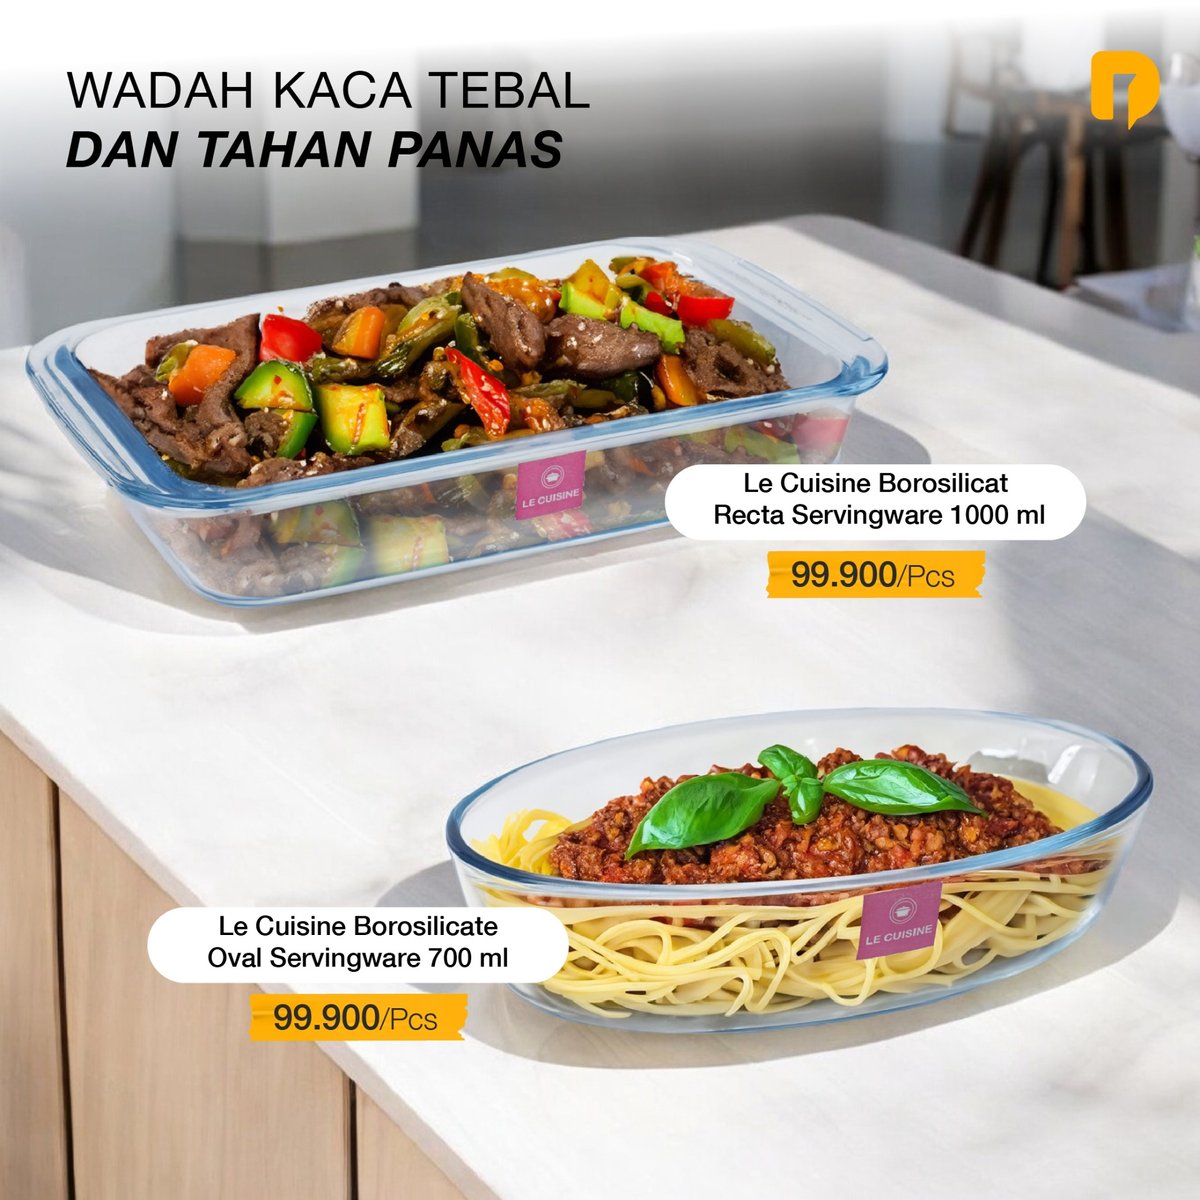 WADAH KACA TEBAL
DAN TAHAN PANAS
LE CUISINE
Le Cuisine Borosilicat
Recta Servingware 1000 ml
99.900/Pcs
LE CUISINE
Le Cuisine Borosilicate
Oval Servingware 700 ml
99.900/Pcs